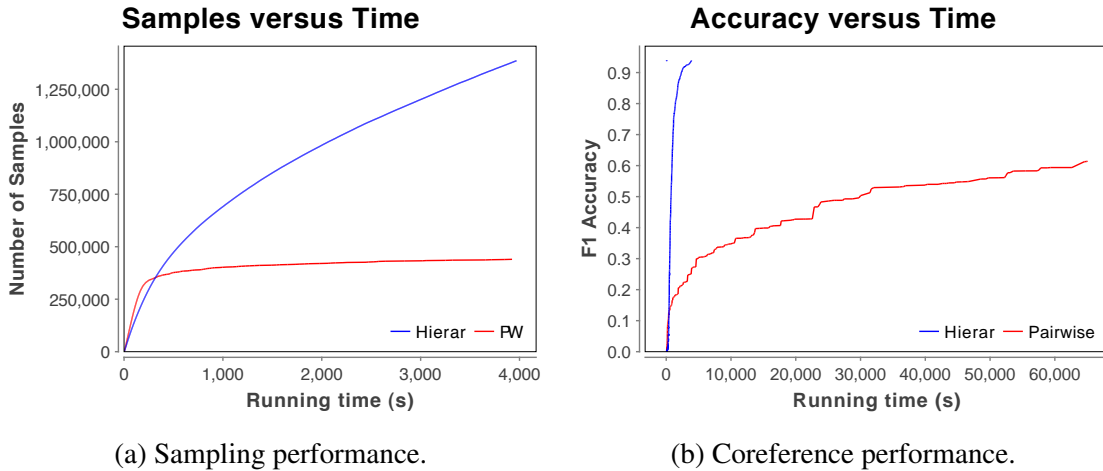 Samples versus Time
Number of Samples
1,250,000
1,000,000
750,000
500,000
250,000
0
0 1,000 2,000 3,000 4,000
Hierar PW
Running time (s)
(a) Sampling performance.
Accuracy versus Time
F1 Accuracy
0.9
0.8
0.7
0.6
0.5
0.4
0.3
0.2
0.1
0.0
0 10,000 20,000 30,000 40,000 50,000 60,000
Hierar Pairwise
Running time (s)
(b) Coreference performance.